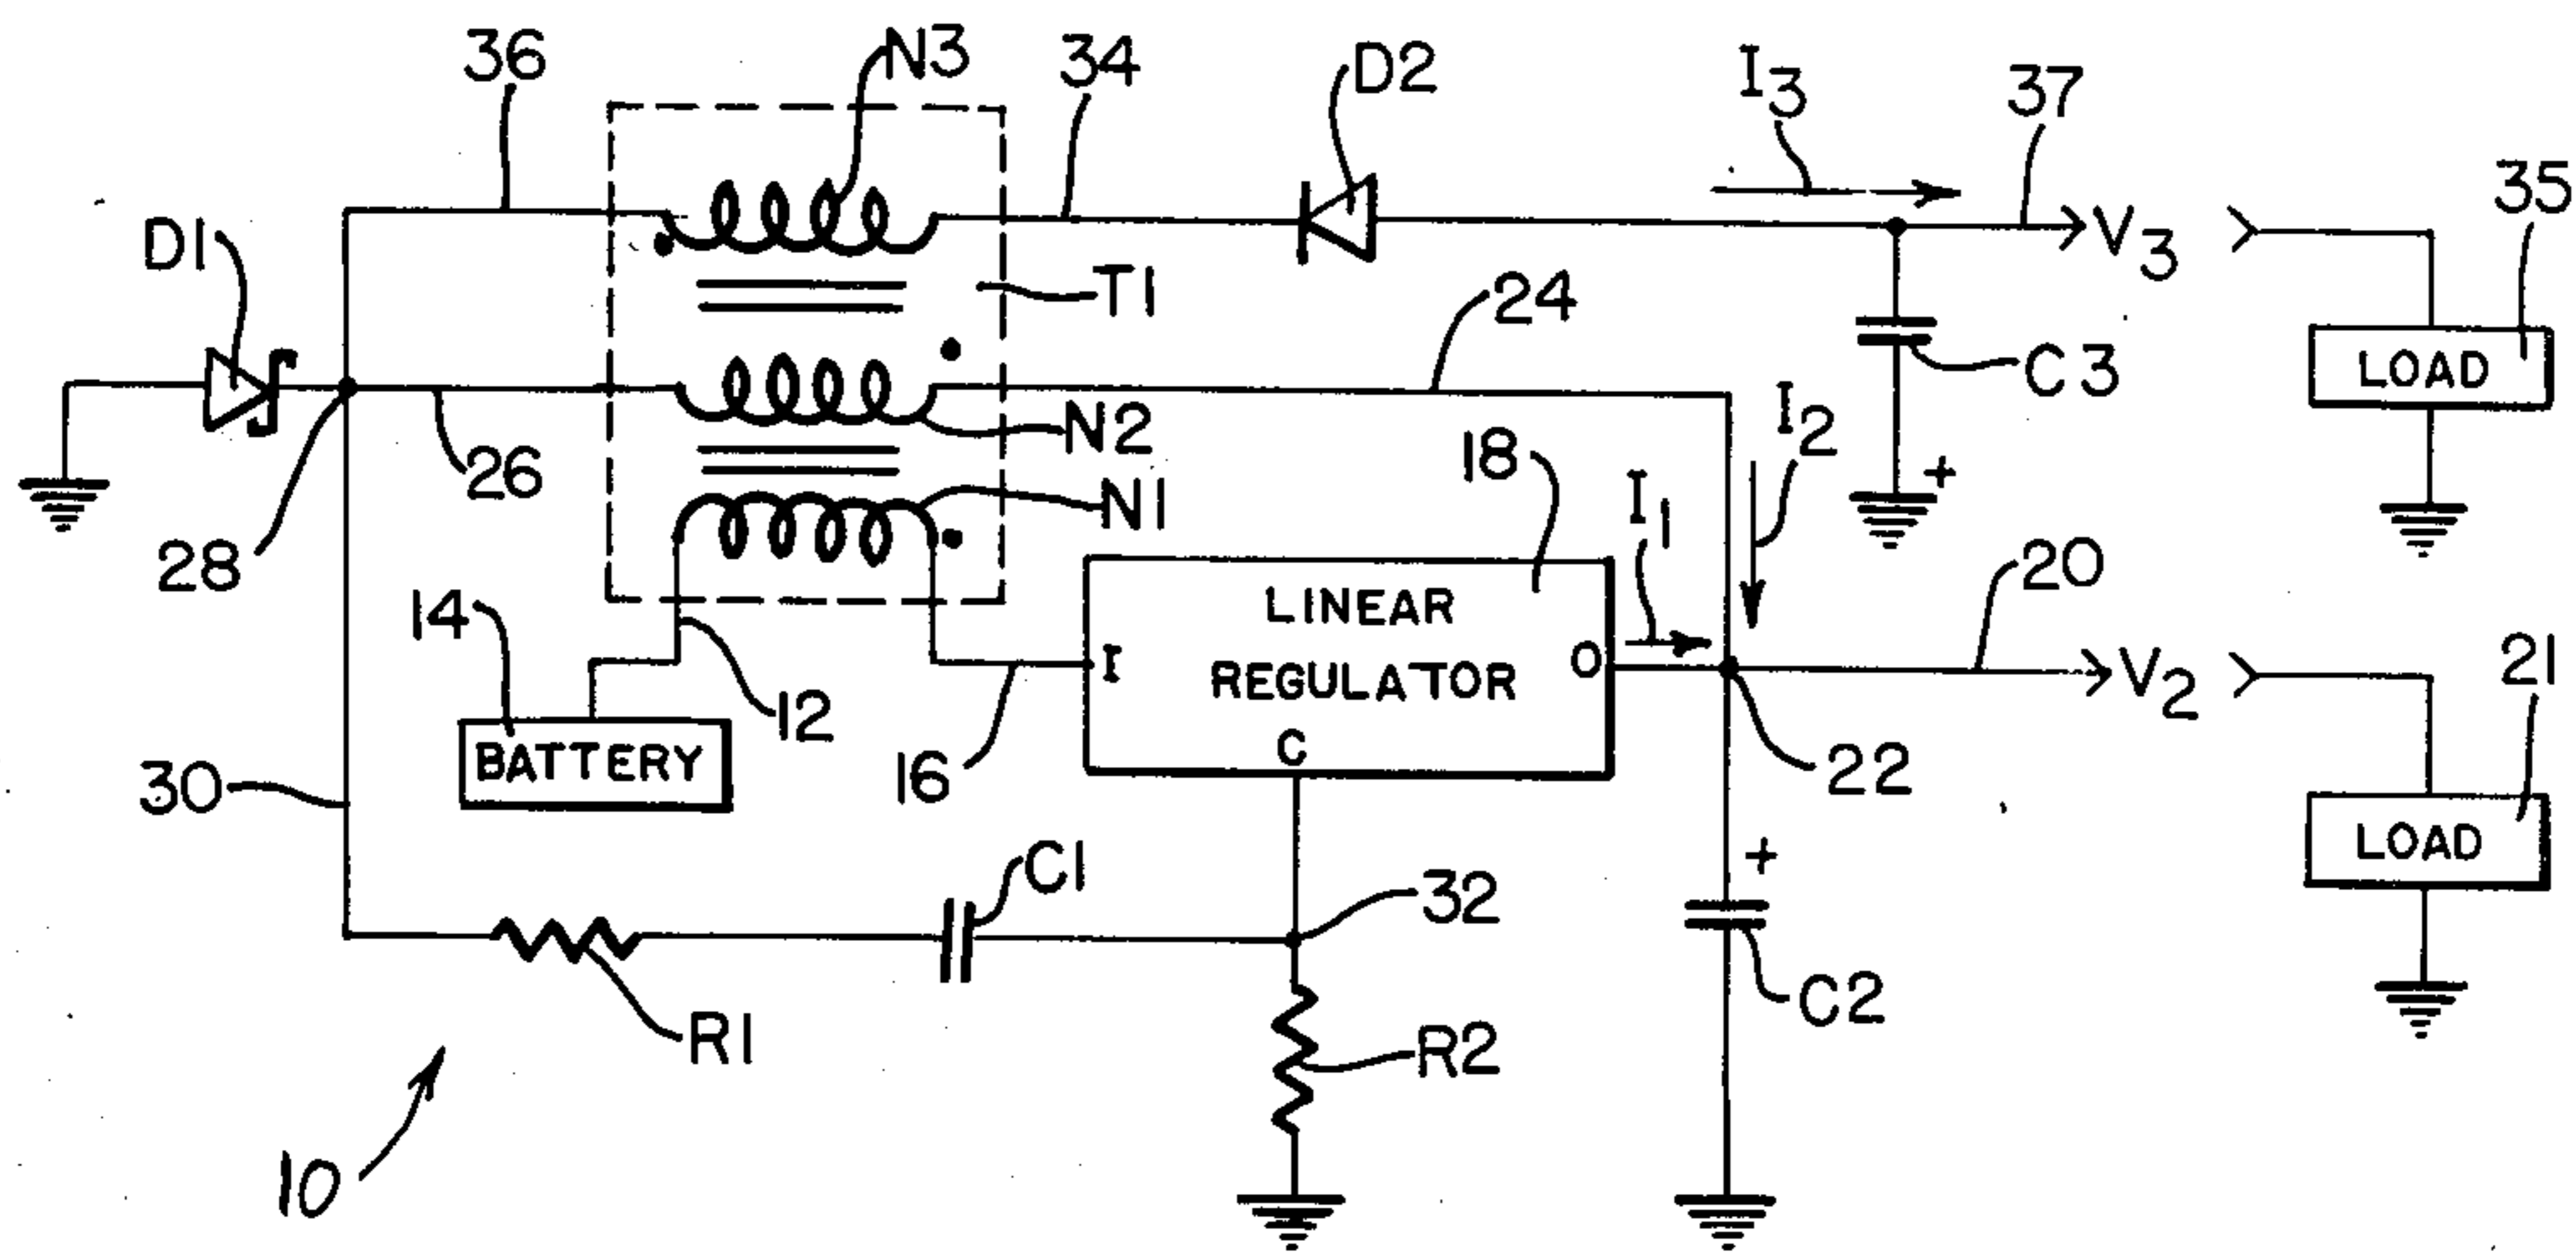 36
N3
34
D2
I3
37
35
D1
T1
V3
24
LOAD
C3
I2
N2
26
18
I1
+
N1
28
LINEAR
REGULATOR
I
O
C
20
14
12
V2
21
BATTERY
16
22
30
LOAD
C1
+
32
R1
C2
R2
10